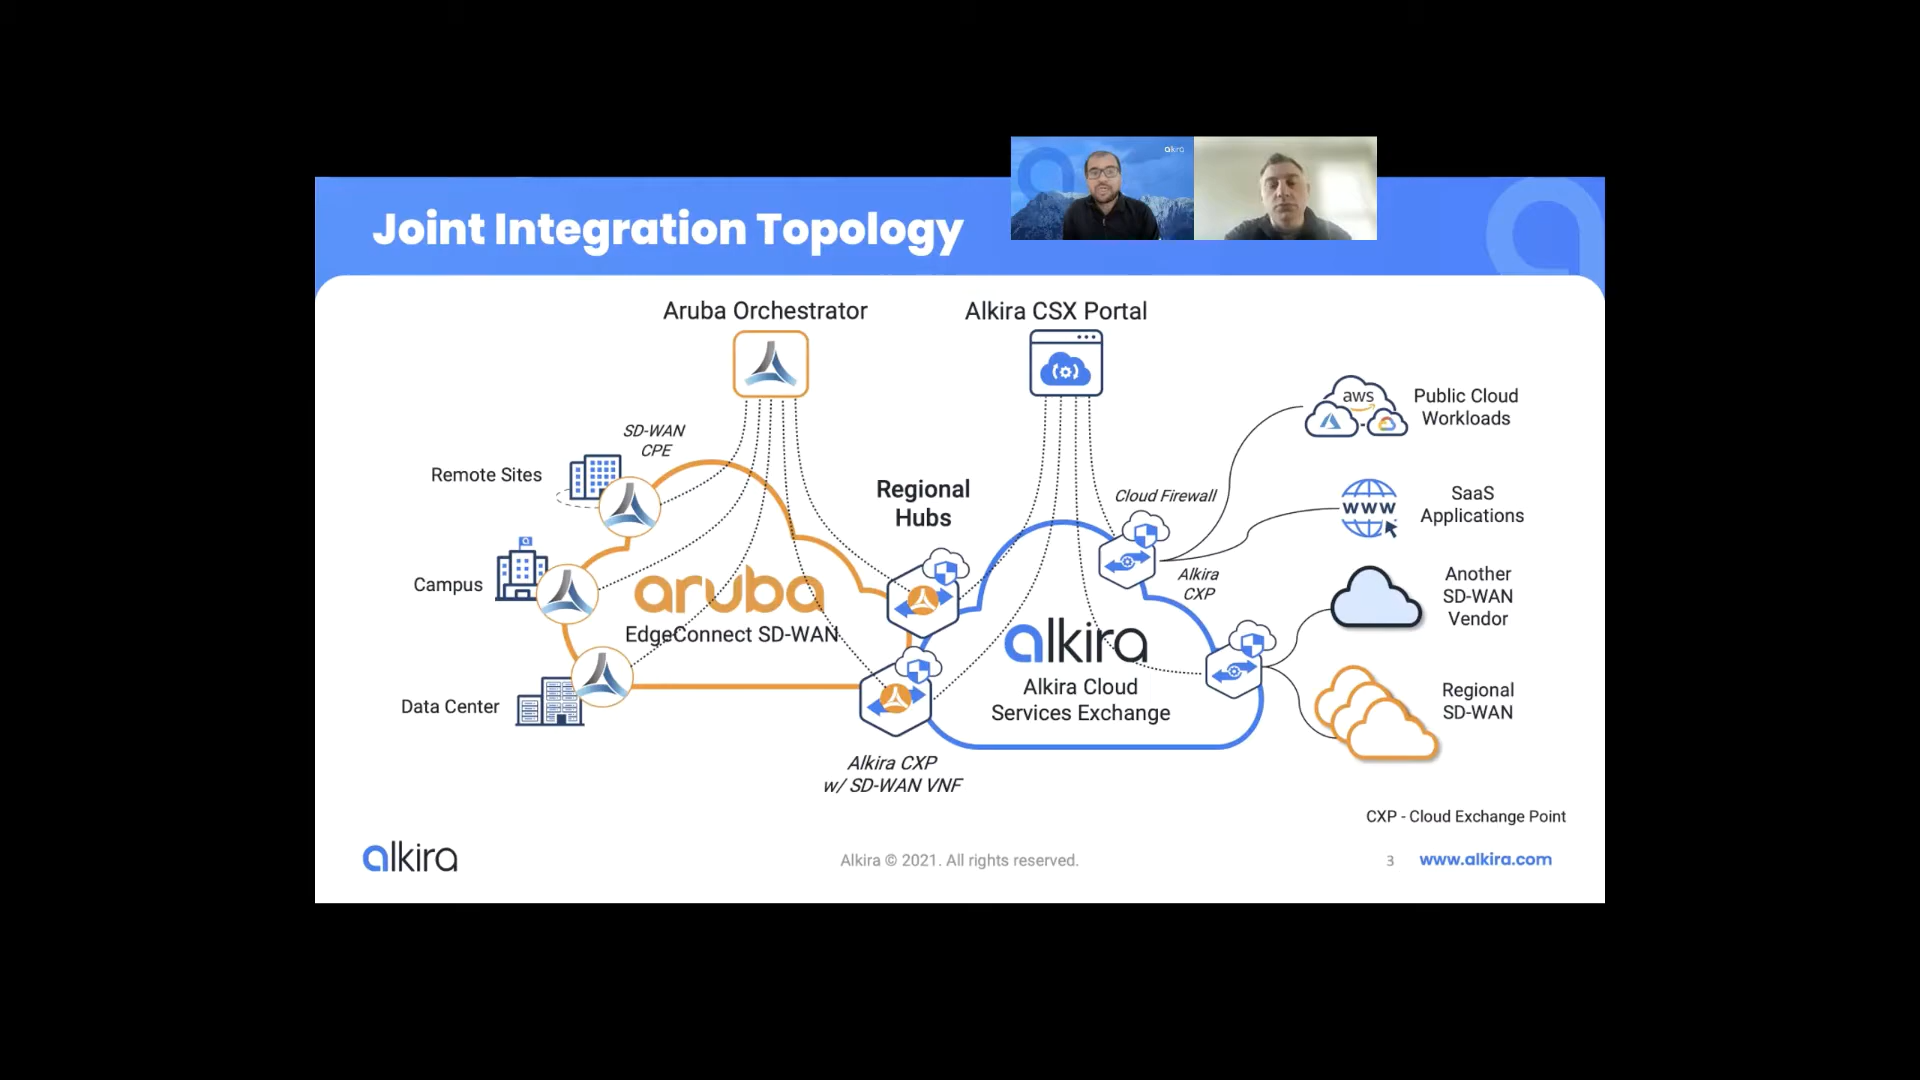 alkira
Joint Integration Topology
Aruba Orchestrator
Alkira CSX Portal
SD-WAN
CPE
Remote Sites
Campus
Data Center
aruba
EdgeConnect SD-WAN
Regional
Hubs
Alkira CXP
w/ SD-WAN VNF
alkira
Alkira Cloud
Services Exchange
Cloud Firewall
Alkira
CXP
aws
Public Cloud
Workloads
WWW
SaaS
Applications
Another
SD-WAN
Vendor
Regional
SD-WAN
CXP - Cloud Exchange Point
alkira
Alkira © 2021. All rights reserved.
3
www.alkira.com